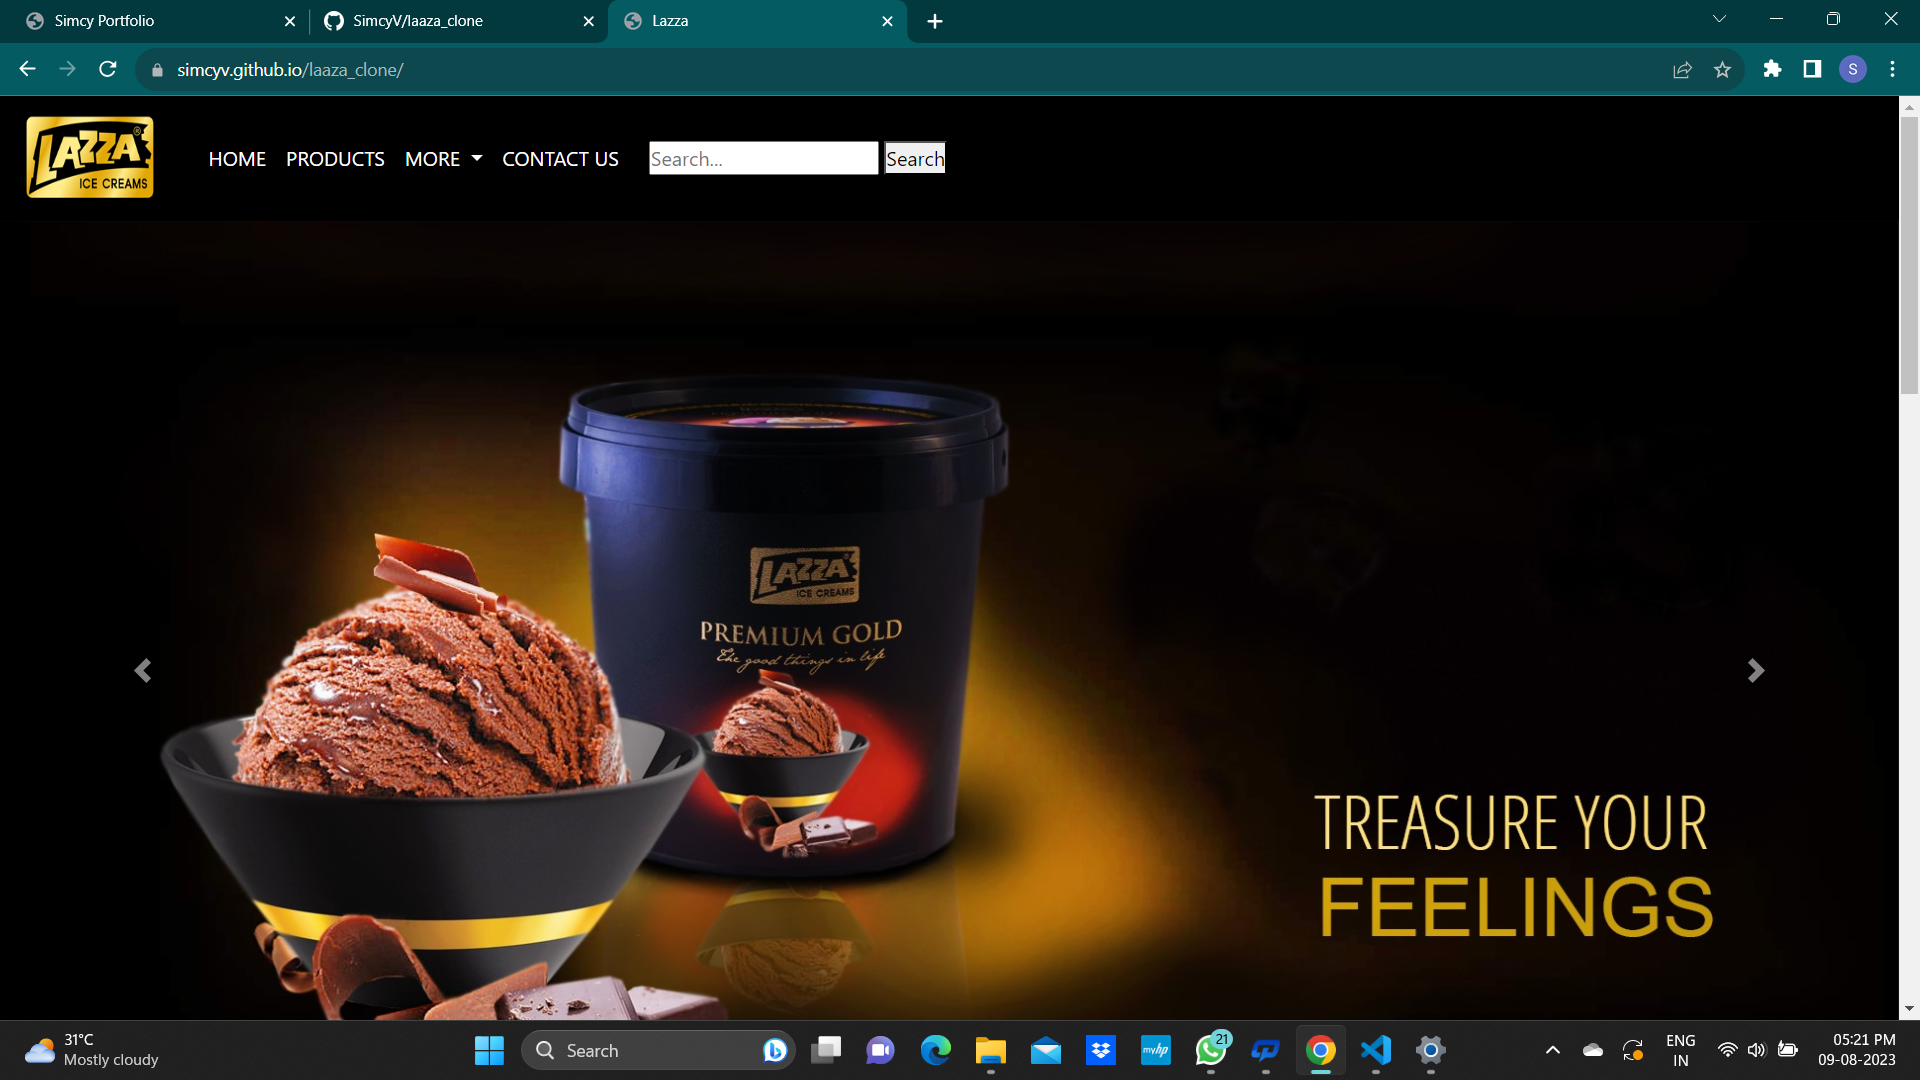 Simcy Portfolio
SimcyV/laaza_clone
Lazza
simcyv.github.io/laaza_clone/
S
LAZZA®
ICE CREAMS
HOME PRODUCTS MORE CONTACT US Search... Search
LAZZA
ICE CREAMS
PREMIUM GOLD
The good things in life
TREASURE YOUR
FEELINGS
31°C
Mostly cloudy
Search
myhp
21
ENG
IN
05:21 PM
09-08-2023